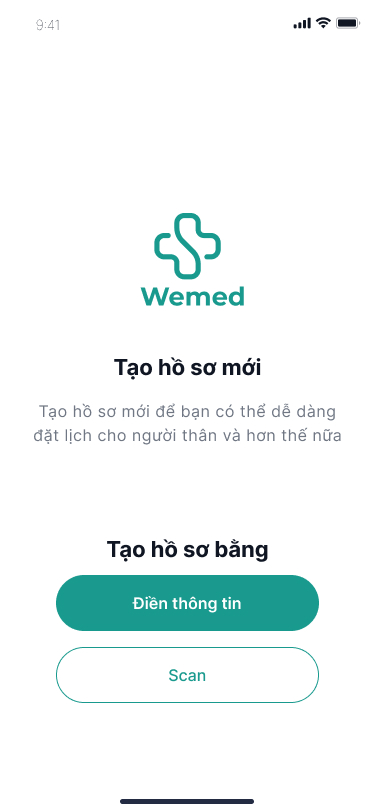 9:41
Wemed
Tạo hồ sơ mới
Tạo hồ sơ mới để bạn có thể dễ dàng
đặt lịch cho người thân và hơn thế nữa
Tạo hồ sơ bằng
Điền thông tin
Scan